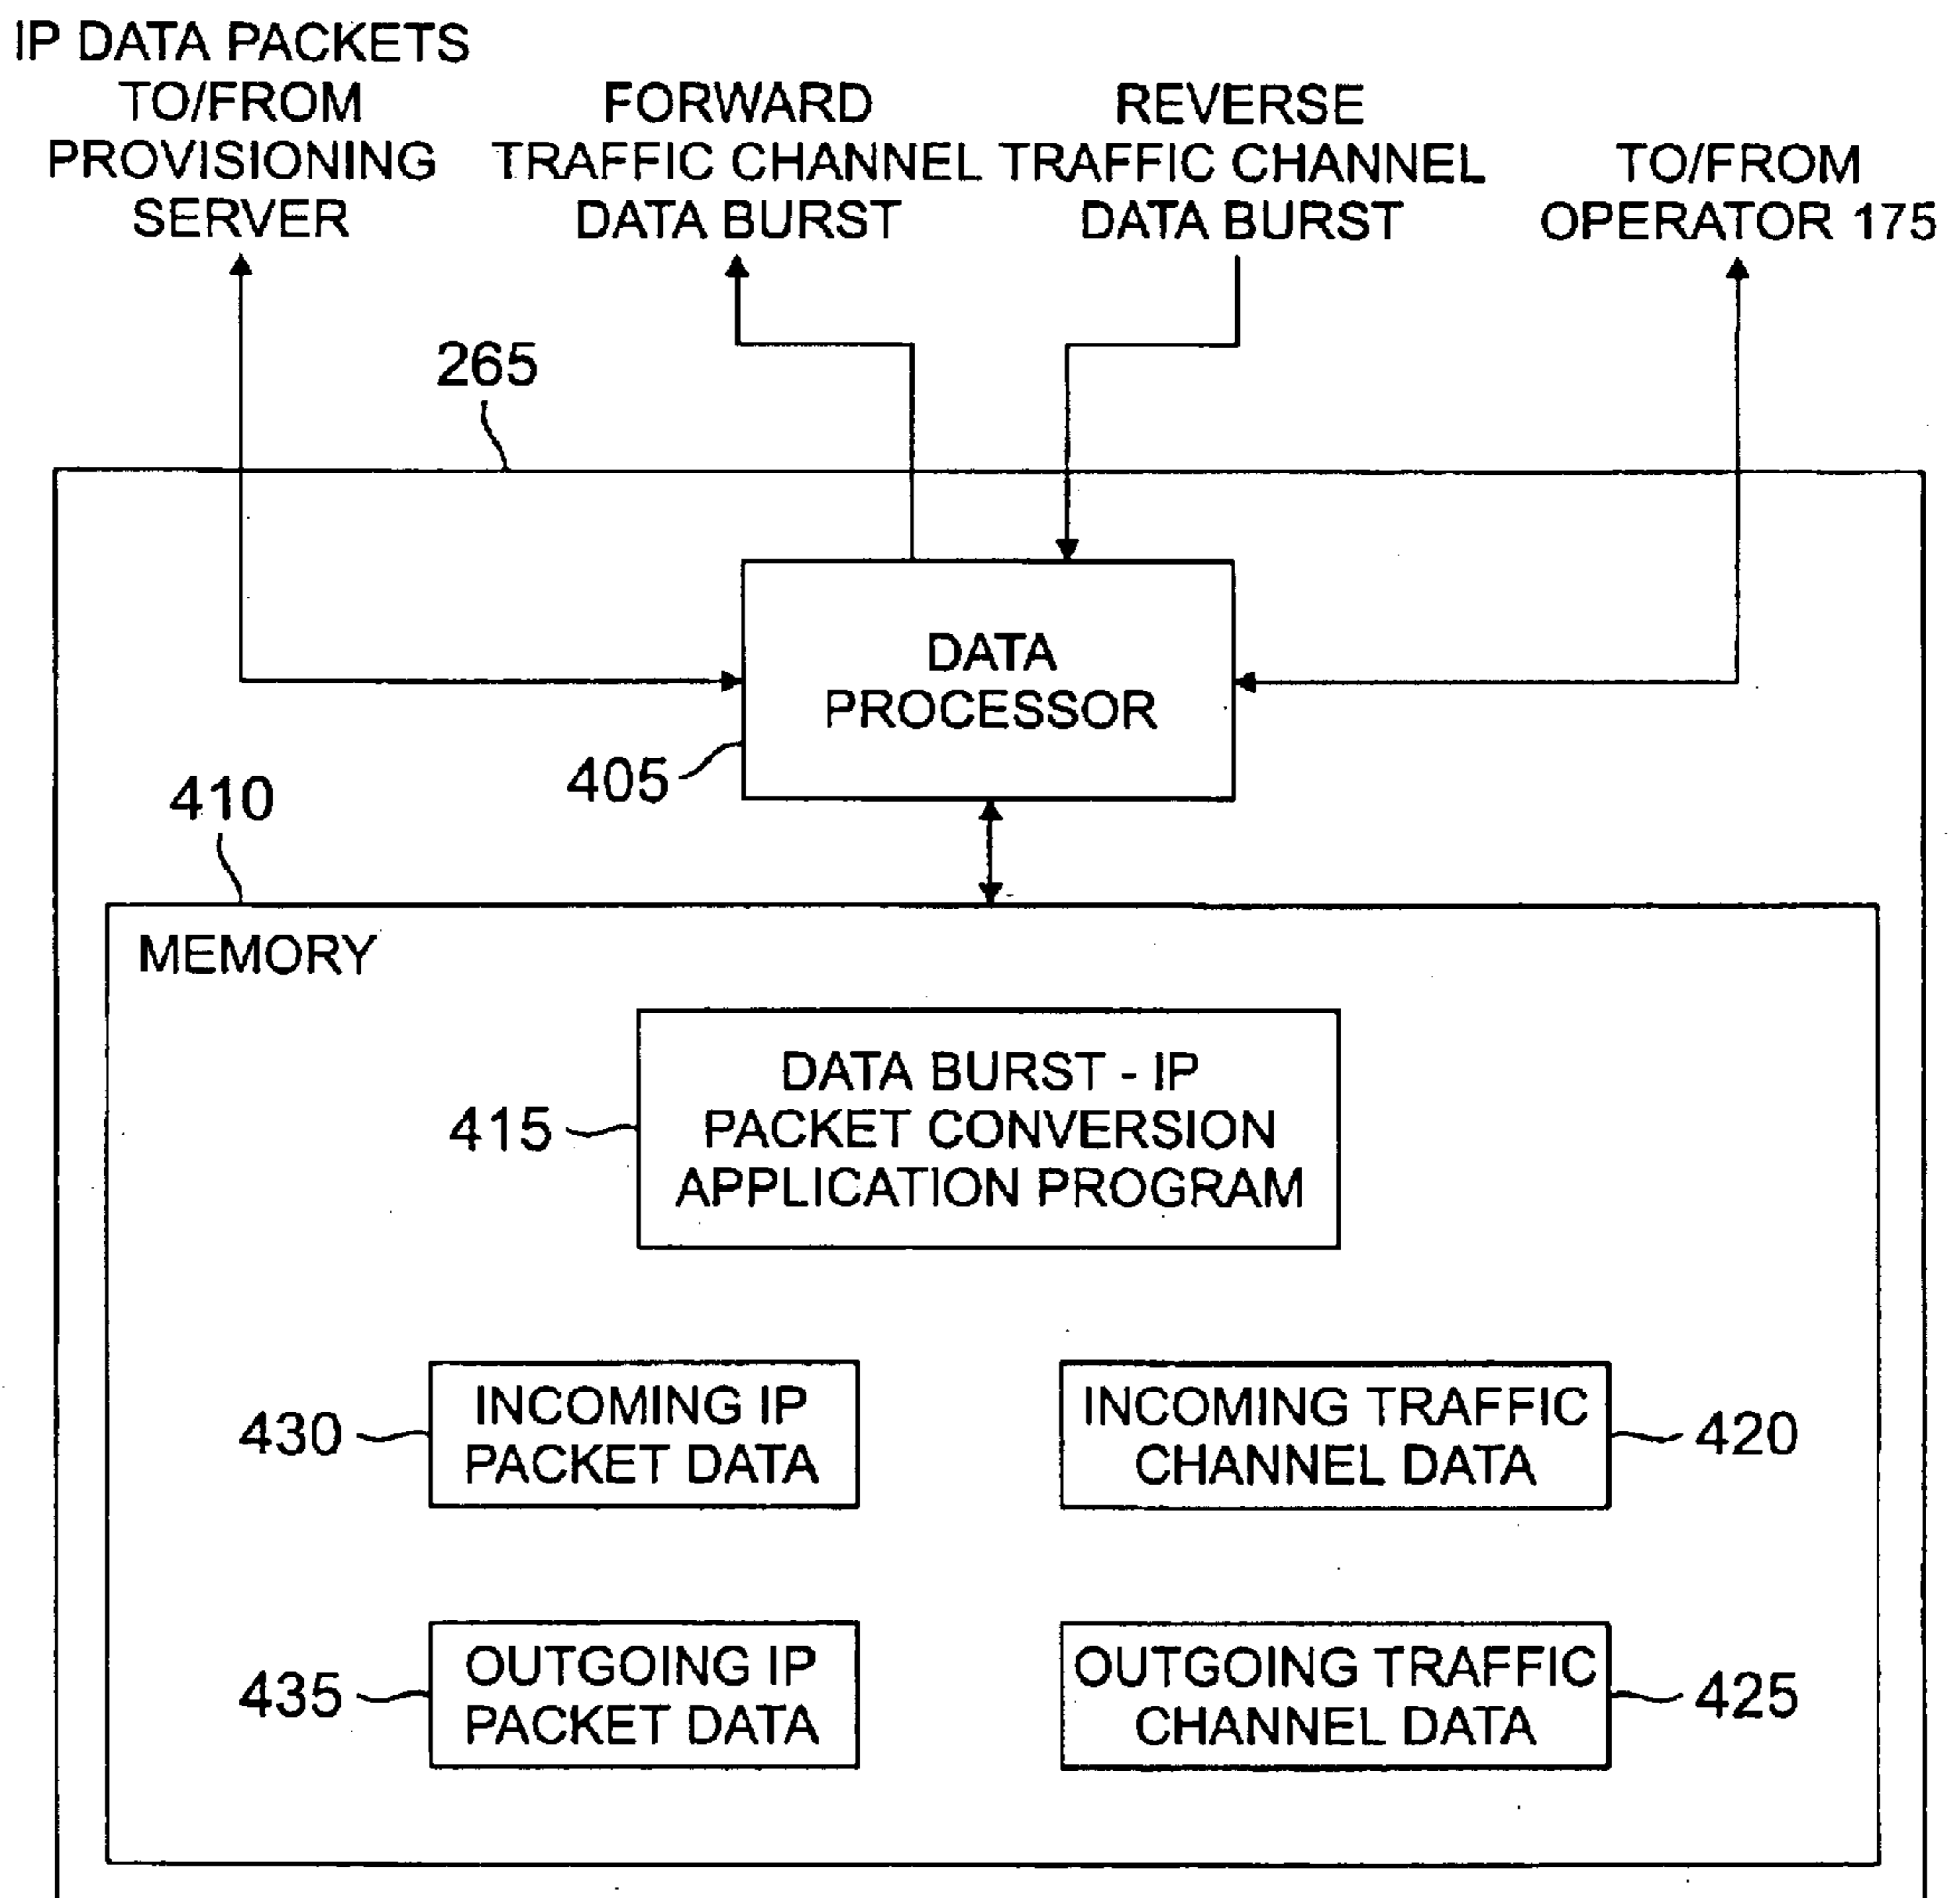 IP DATA PACKETS
TO/FROM
PROVISIONING
SERVER
FORWARD
TRAFFIC CHANNEL
DATA BURST
REVERSE
TRAFFIC CHANNEL
DATA BURST
TO/FROM
OPERATOR 175
265
DATA
PROCESSOR
405
410
MEMORY
DATA BURST - IP
PACKET CONVERSION
APPLICATION PROGRAM
415
INCOMING IP
PACKET DATA
430
INCOMING TRAFFIC
CHANNEL DATA
420
OUTGOING IP
PACKET DATA
435
OUTGOING TRAFFIC
CHANNEL DATA
425